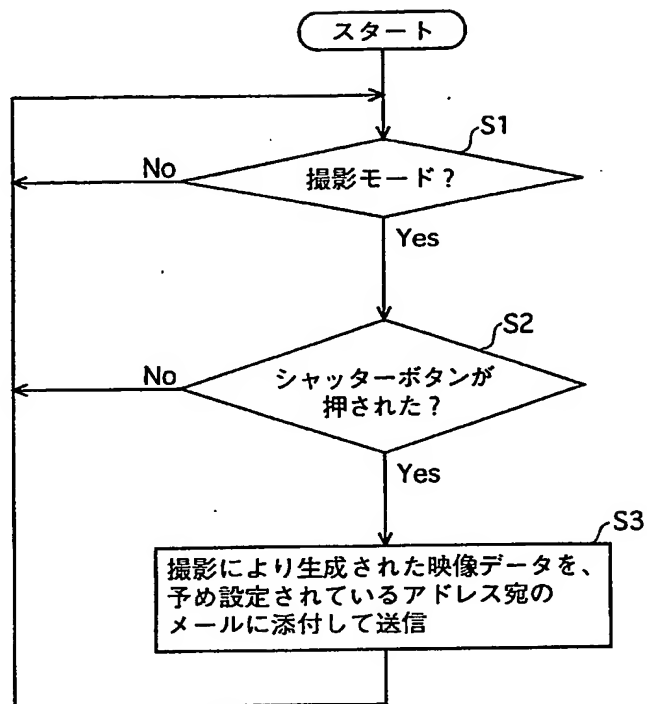 スタート
S1
No
撮影モード?
Yes
S2
No
シャッターボタンが
押された?
Yes
S3
撮影により生成された映像データを、
予め設定されているアドレス宛の
メールに添付して送信